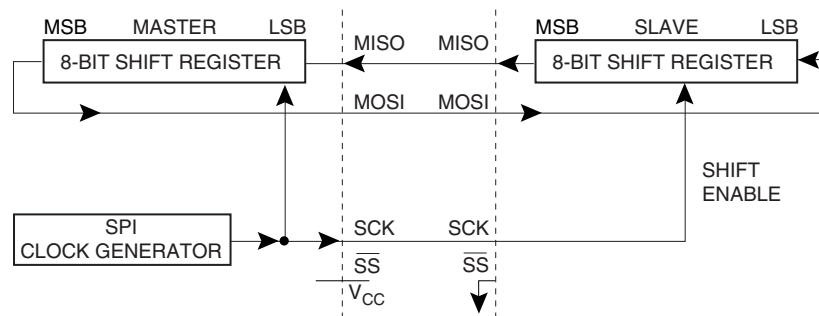 MSB MASTER LSB
8-BIT SHIFT REGISTER
MISO MISO
MSB SLAVE LSB
8-BIT SHIFT REGISTER
MOSI MOSI
SHIFT
ENABLE
SPI
CLOCK GENERATOR
SCK SCK
SS SS
VCC